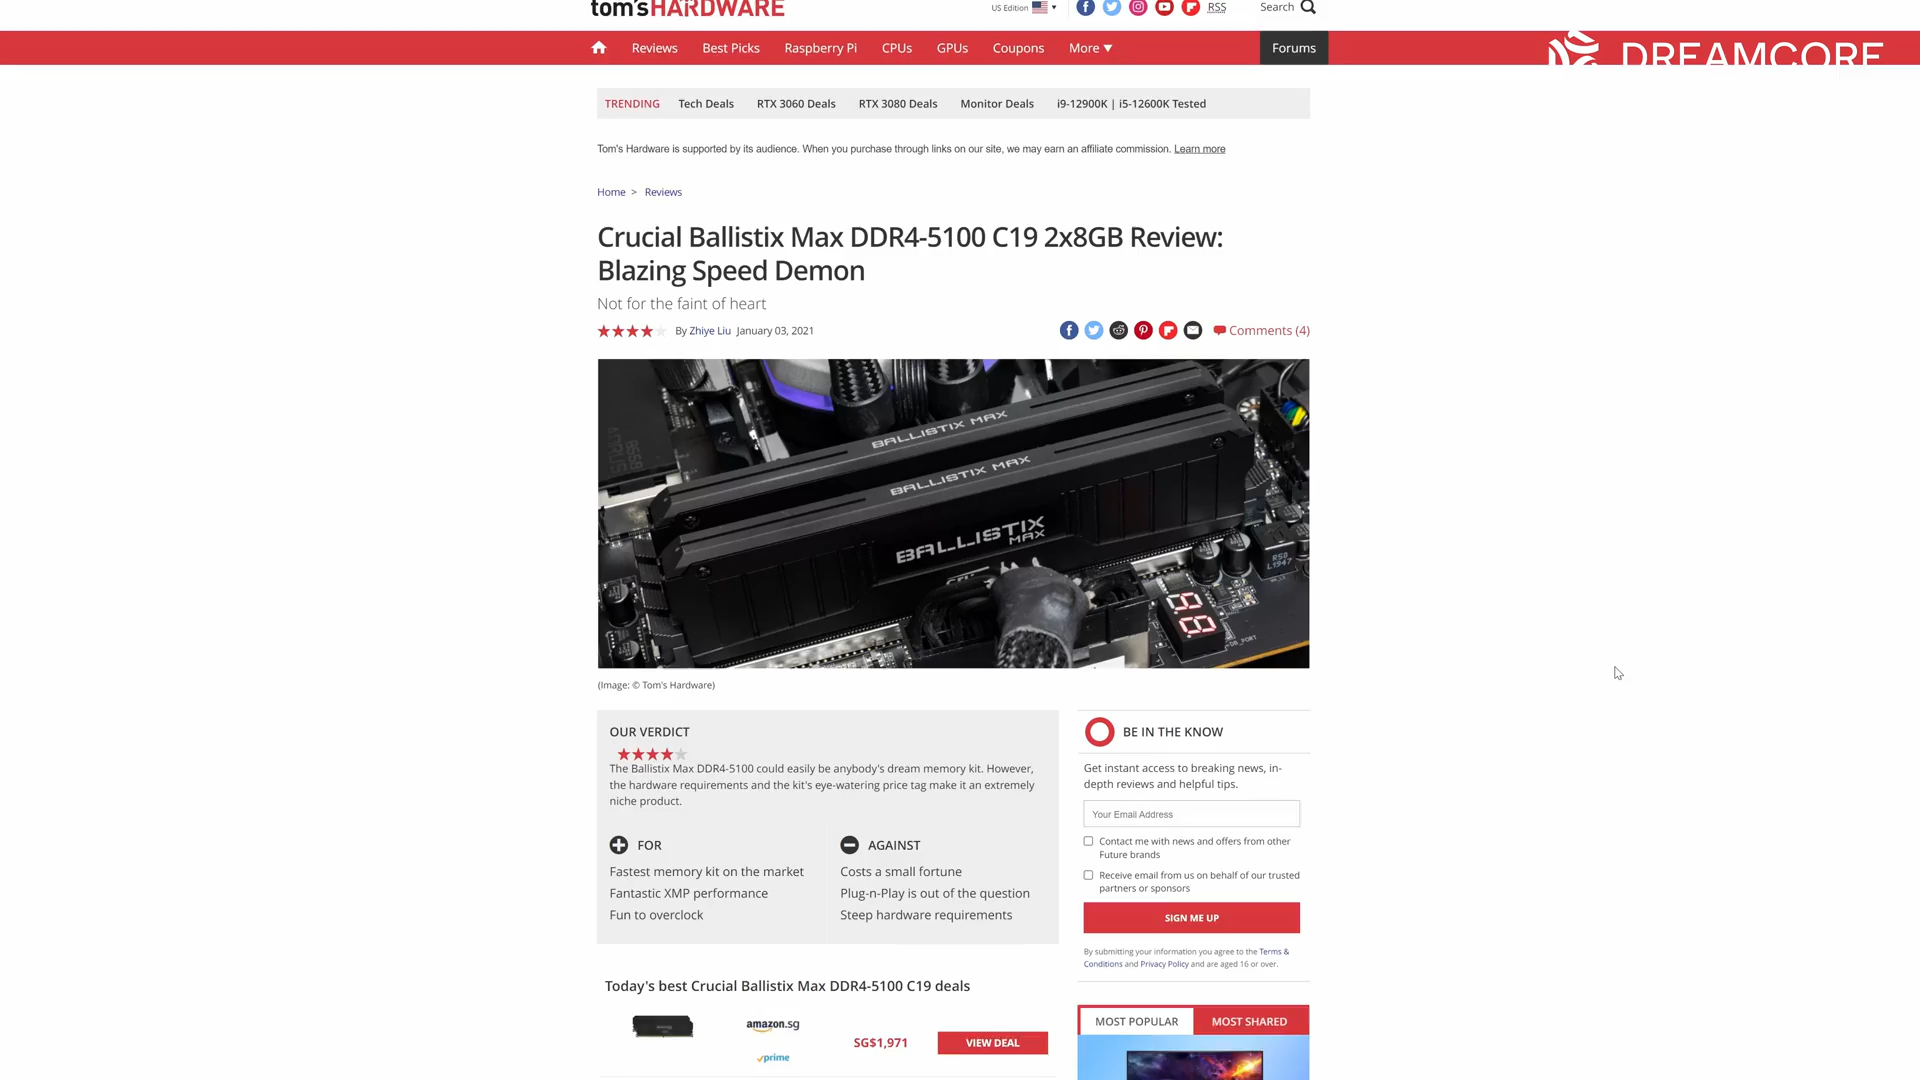 tom'sHARDWARE
US Edition
RSS
Search
Reviews
Best Picks
Raspberry Pi
CPUs
GPUs
Coupons
More ▼
Forums
DREAMCORE
TRENDING
Tech Deals
RTX 3060 Deals
RTX 3080 Deals
Monitor Deals
i9-12900K | i5-12600K Tested
Tom's Hardware is supported by its audience. When you purchase through links on our site, we may earn an affiliate commission. Learn more
Home > Reviews
Crucial Ballistix Max DDR4-5100 C19 2x8GB Review:
Blazing Speed Demon
Not for the faint of heart
By Zhiye Liu January 03, 2021
Comments (4)
BALLISTIX MAX
BALLISTIX MAX
BALLISTIX
MAX
R50
L1947
(Image: © Tom's Hardware)
OUR VERDICT
The Ballistix Max DDR4-5100 could easily be anybody's dream memory kit. However,
the hardware requirements and the kit's eye-watering price tag make it an extremely
niche product.
FOR
Fastest memory kit on the market
Fantastic XMP performance
Fun to overclock
AGAINST
Costs a small fortune
Plug-n-Play is out of the question
Steep hardware requirements
BE IN THE KNOW
Get instant access to breaking news, in-
depth reviews and helpful tips.
Your Email Address
Contact me with news and offers from other
Future brands
Receive email from us on behalf of our trusted
partners or sponsors
SIGN ME UP
By submitting your information you agree to the Terms &
Conditions and Privacy Policy and are aged 16 or over.
Today's best Crucial Ballistix Max DDR4-5100 C19 deals
amazon.sg
prime
SG$1,971
VIEW DEAL
MOST POPULAR
MOST SHARED